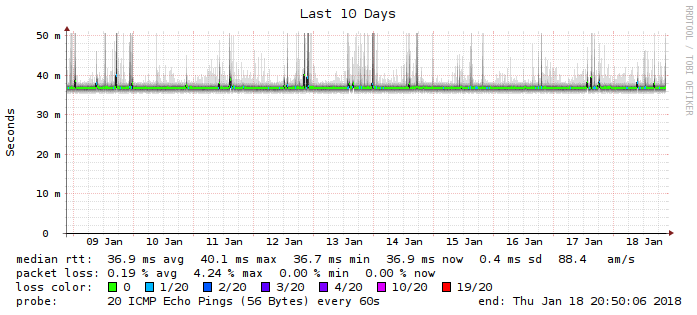 Last 10 Days
RRDTOOL / TOBI OETIKER
Seconds
50 m
40 m
30 m
20 m
10 m
0
09 Jan 10 Jan 11 Jan 12 Jan 13 Jan 14 Jan 15 Jan 16 Jan 17 Jan 18 Jan
median rtt: 36.9 ms avg 40.1 ms max 36.7 ms min 36.9 ms now 0.4 ms sd 88.4 am/s
packet loss: 0.19 % avg 4.24 % max 0.00 % min 0.00 % now
loss color: 0 1/20 2/20 3/20 4/20 10/20 19/20
probe: 20 ICMP Echo Pings (56 Bytes) every 60s end: Thu Jan 18 20:50:06 2018